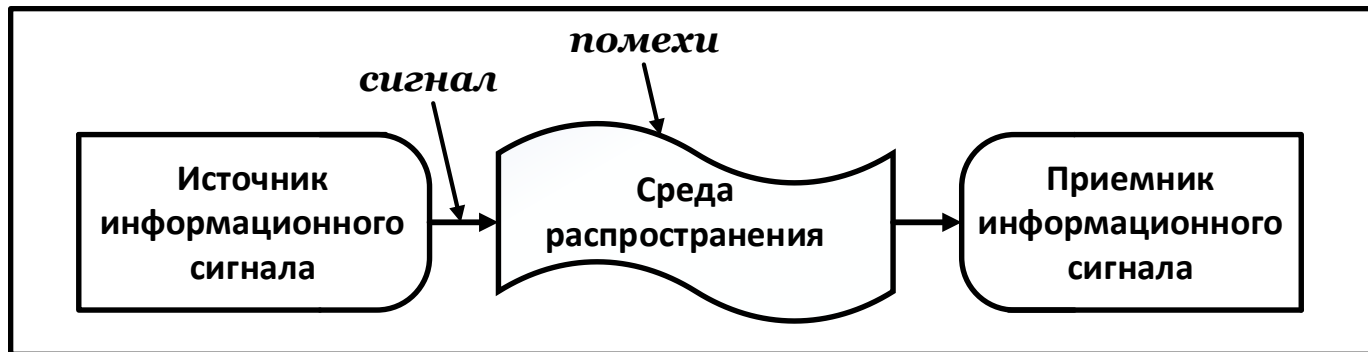 помехи
сигнал
Источник
информационного
сигнала
Среда
распространения
Приемник
информационного
сигнала